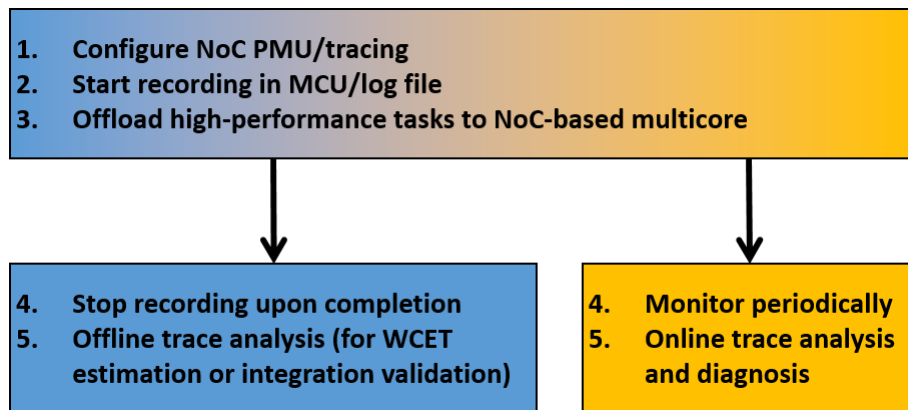 1. Configure NoC PMU/tracing
2. Start recording in MCU/log file
3. Offload high-performance tasks to NoC-based multicore
4. Stop recording upon completion
5. Offline trace analysis (for WCET
estimation or integration validation)
4. Monitor periodically
5. Online trace analysis
and diagnosis